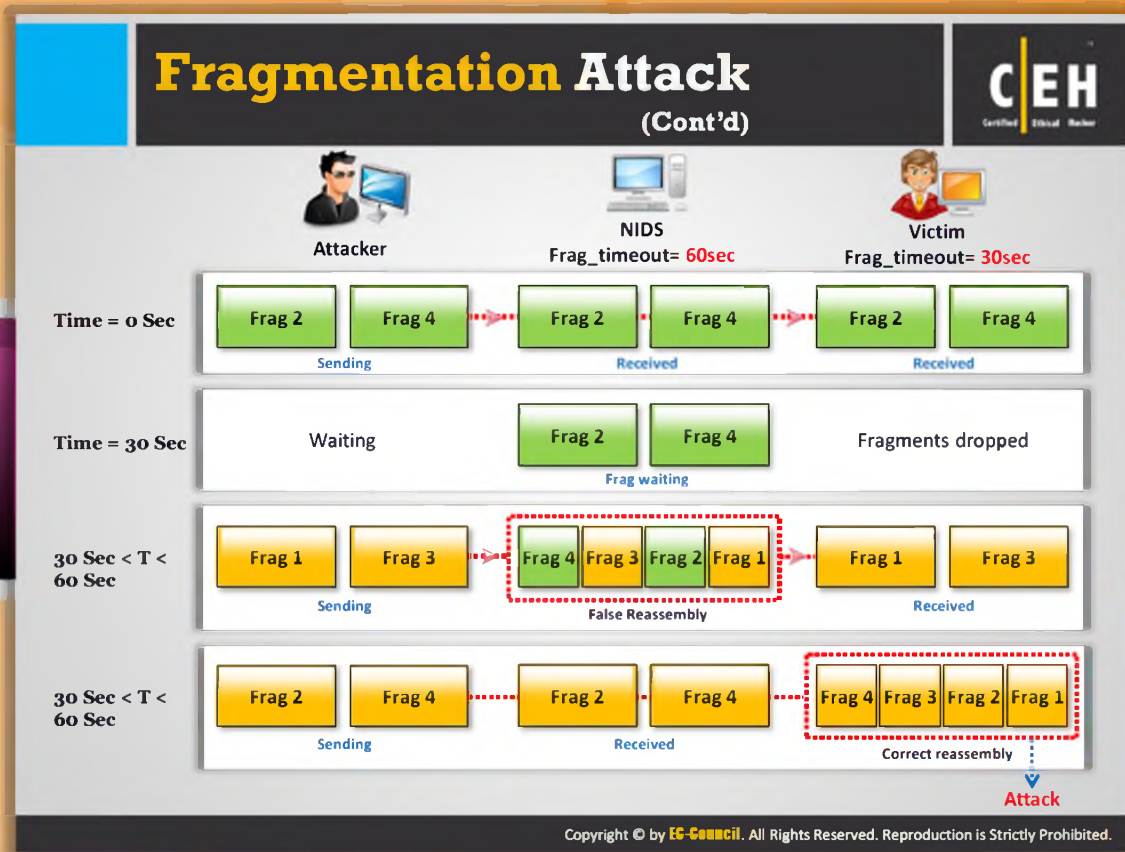 Fragmentation Attack
(Cont'd)
C|EH
Certified Ethical Hacker
Attacker
NIDS
Frag_timeout= 60sec
Victim
Frag_timeout= 30sec
Time = 0 Sec
Frag 2 Frag 4 Frag 2 Frag 4 Frag 2 Frag 4
Sending Received Received
Time = 30 Sec
Waiting
Frag 2 Frag 4
Frag waiting
Fragments dropped
30 Sec < T <
60 Sec
Frag 1 Frag 3 Frag 4 Frag 3 Frag 2 Frag 1 Frag 1 Frag 3
Sending False Reassembly Received
30 Sec < T <
60 Sec
Frag 2 Frag 4 Frag 2 Frag 4 Frag 4 Frag 3 Frag 2 Frag 1
Sending Received Correct reassembly
Attack
Copyright © by EC-Council. All Rights Reserved. Reproduction is Strictly Prohibited.